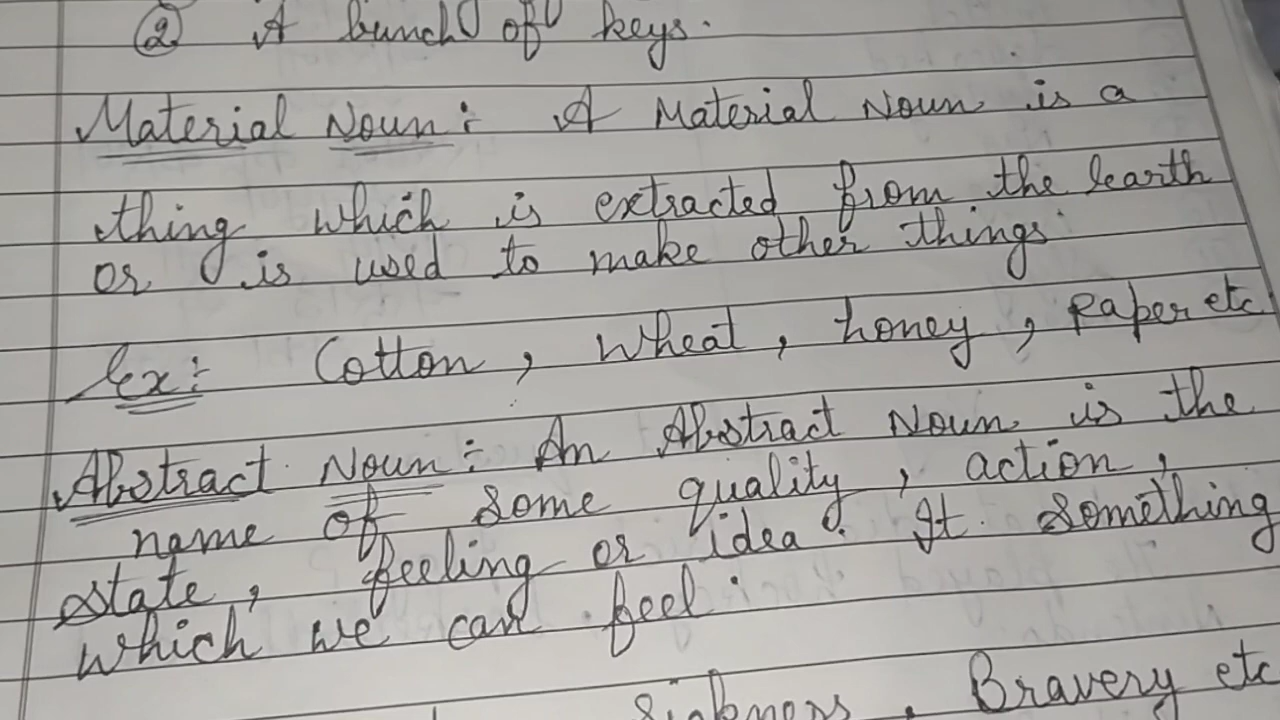 ② A bunch of keys.
Material Noun : A Material Noun is a
thing which is extracted from the earth
or is used to make other things
Ex : Cotton , Wheat , honey , Paper etc
Abstract Noun : An Abstract Noun is the
name of some quality , action ,
state , feeling or idea . It something
which we can feel .
Bravery etc